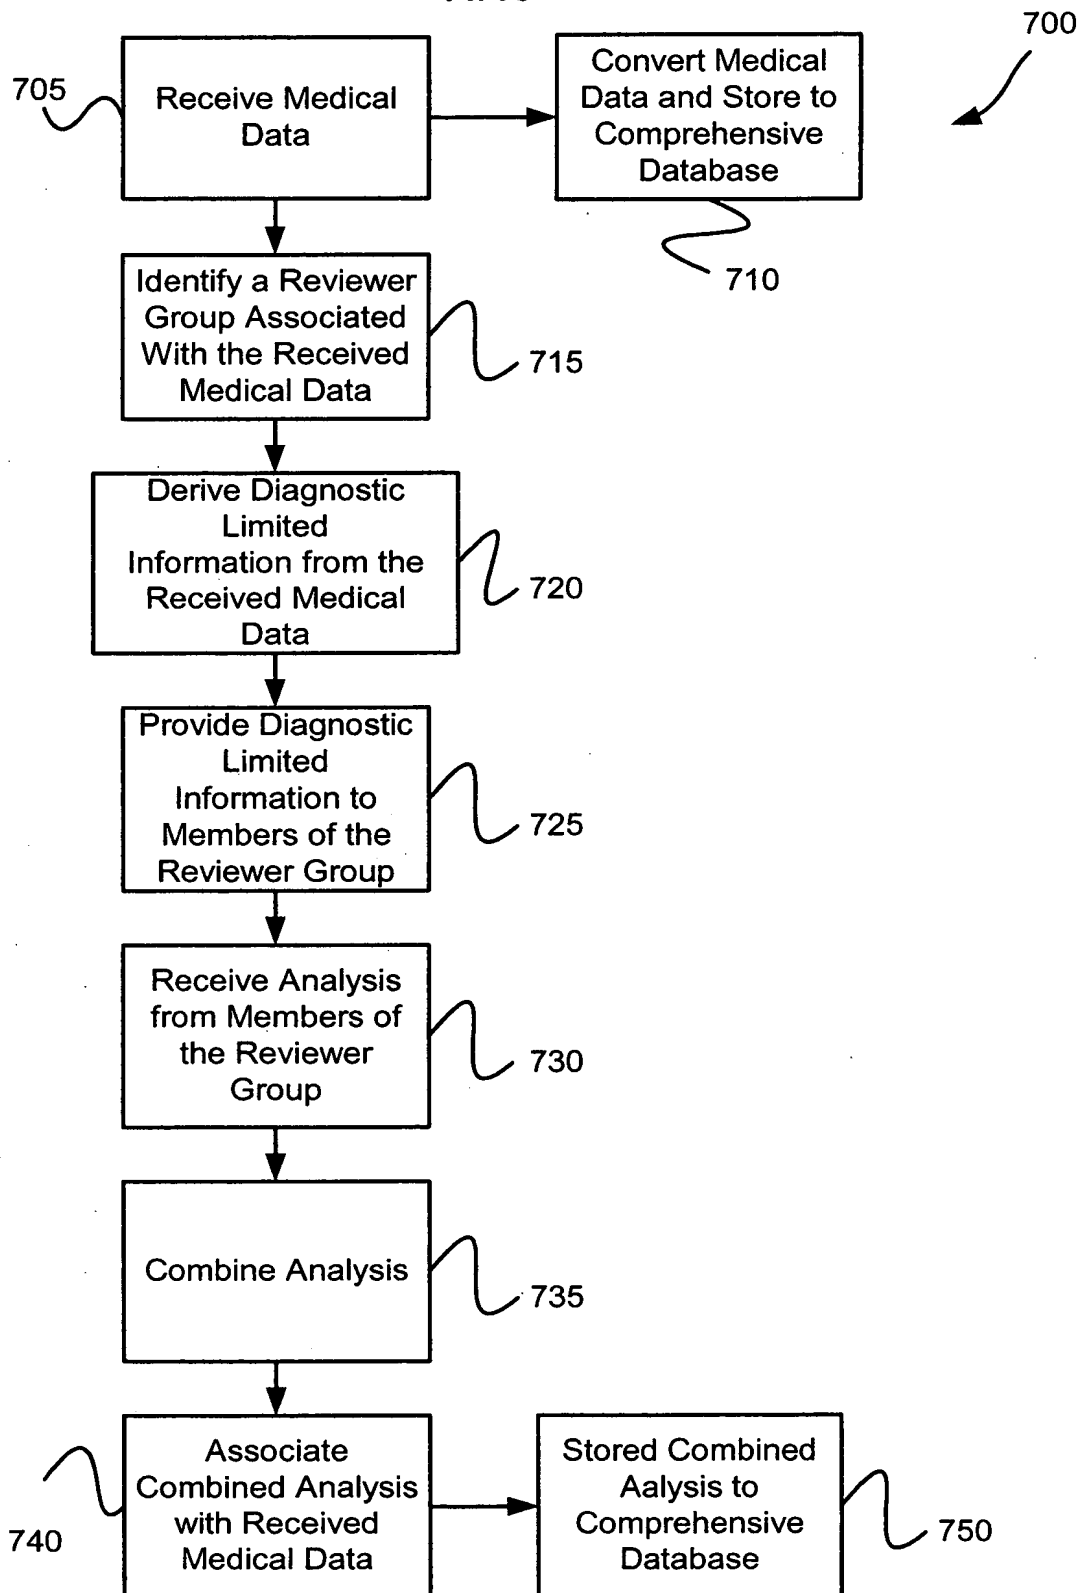 700
705
Receive Medical
Data
Convert Medical
Data and Store to
Comprehensive
Database
710
Identify a Reviewer
Group Associated
With the Received
Medical Data
715
Derive Diagnostic
Limited
Information from the
Received Medical
Data
720
Provide Diagnostic
Limited
Information to
Members of the
Reviewer Group
725
Receive Analysis
from Members of
the Reviewer
Group
730
Combine Analysis
735
Associate
Combined Analysis
with Received
Medical Data
740
Stored Combined
Aalysis to
Comprehensive
Database
750